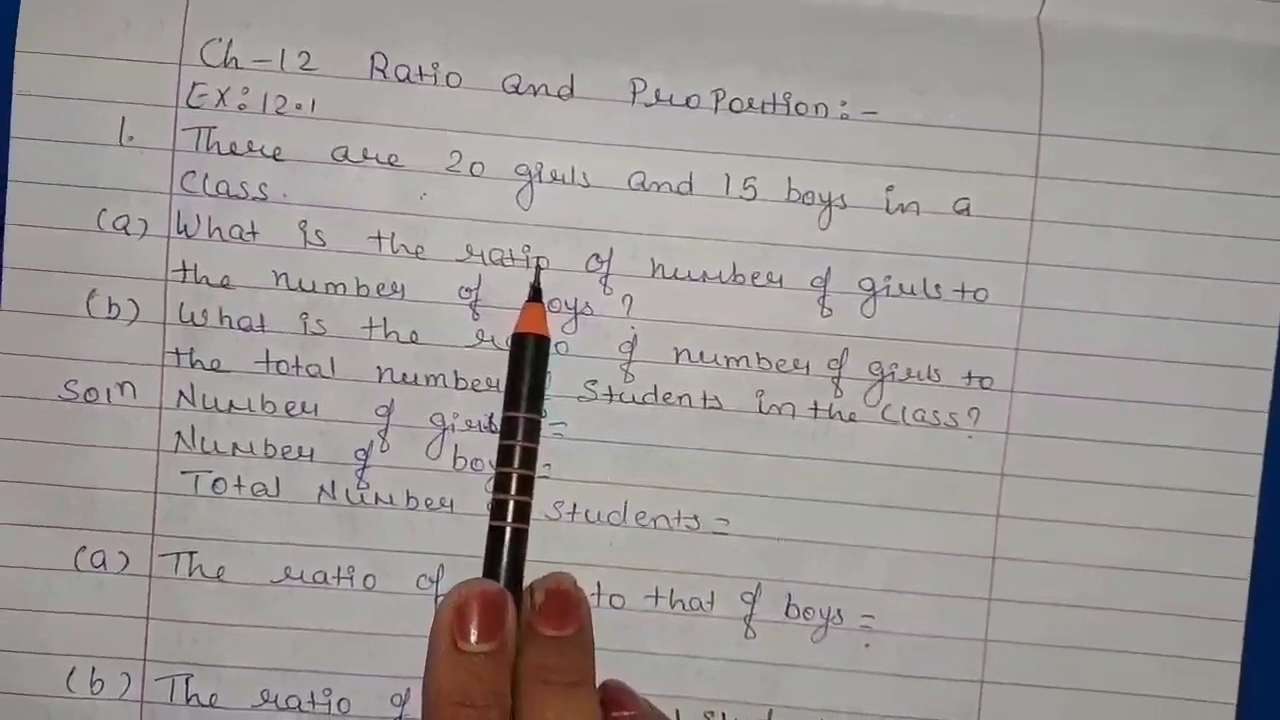 Ch-12 Ratio and Proportion:-
Ex: 12.1
1. There are 20 girls and 15 boys in a
Class.
(a) What is the ratio of number of girls to
the number of boys?
(b) What is the of number of girls to
the total number Students in the Class?
Soln Number of girls =
Number of =
Total Number Students =
(a) The ratio of to that of boys =
(b) The ratio of